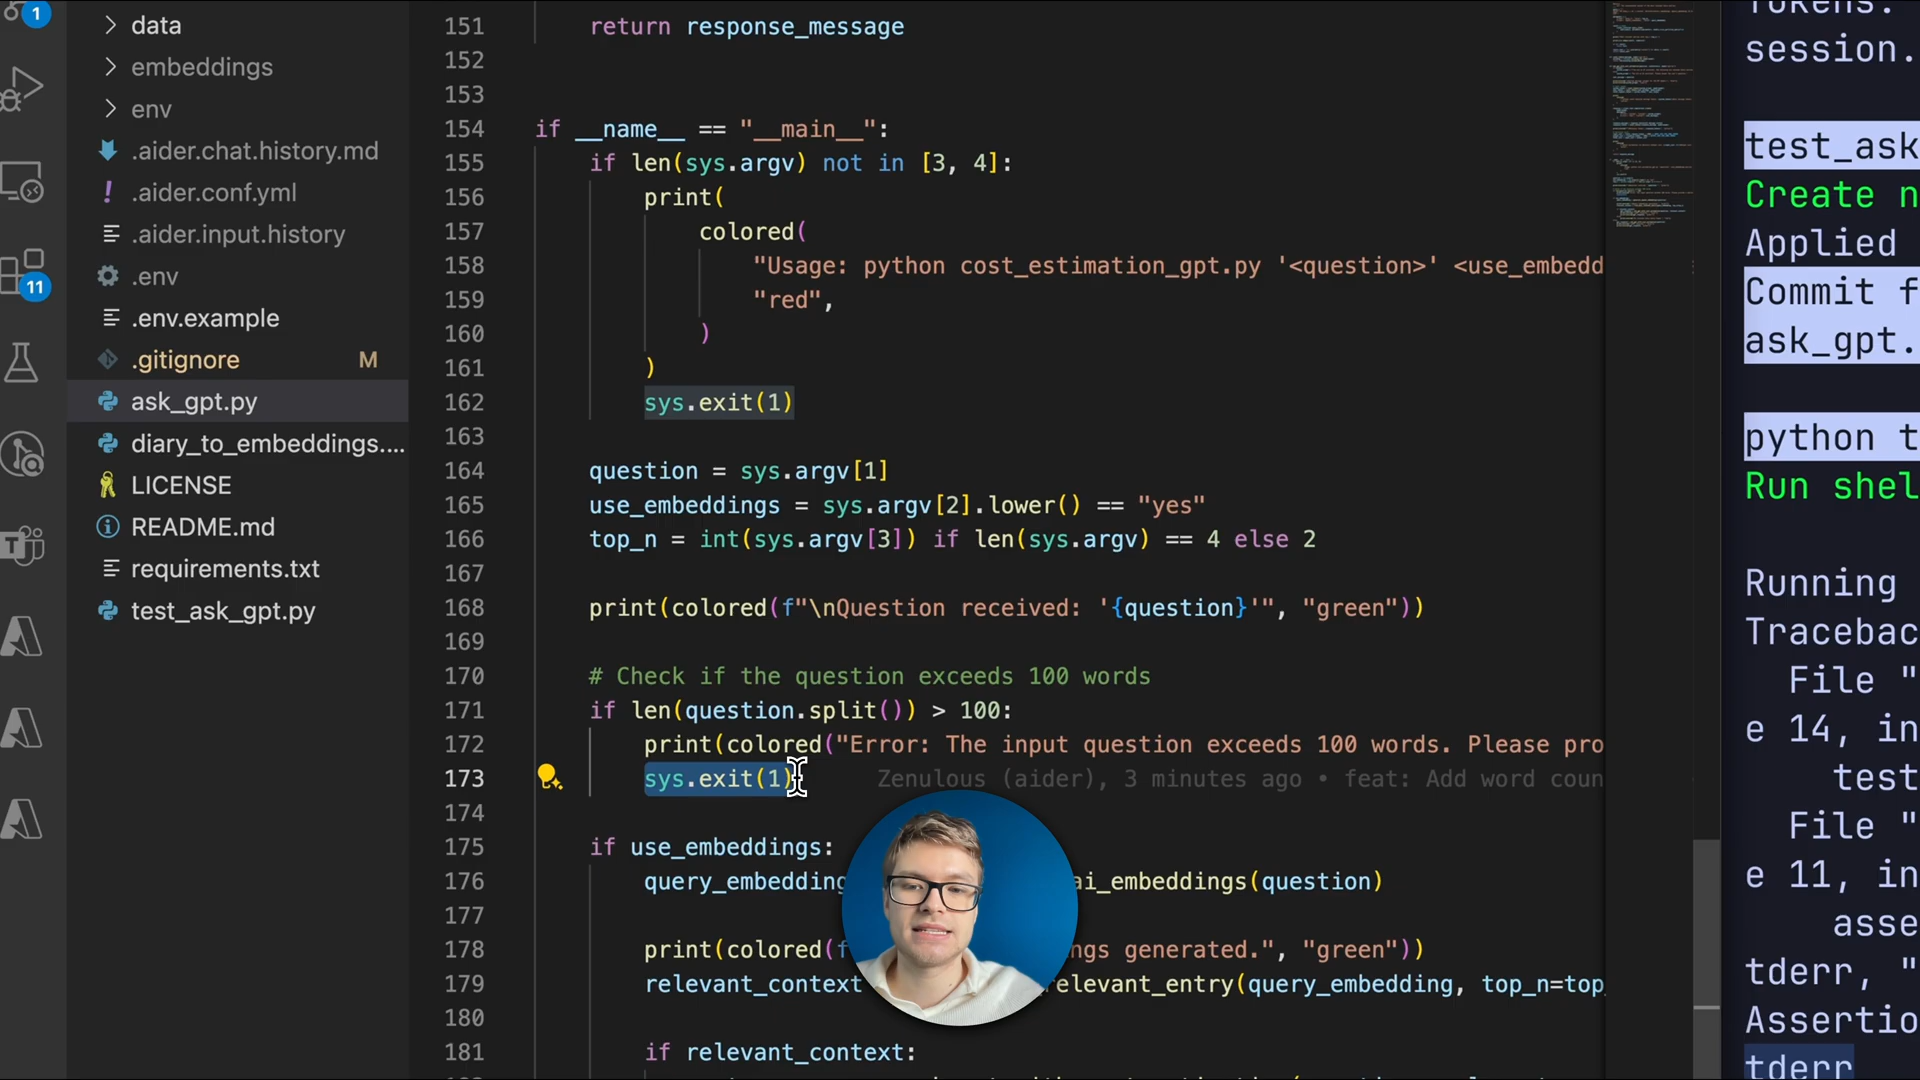 1
11
data
embeddings
env
.aider.chat.history.md
.aider.conf.yml
.aider.input.history
.env
.env.example
.gitignore M
ask_gpt.py
diary_to_embeddings....
LICENSE
README.md
requirements.txt
test_ask_gpt.py
151 return response_message
152
153
154 if __name__ == "__main__":
155 if len(sys.argv) not in [3, 4]:
156 print(
157 colored(
158 "Usage: python cost_estimation_gpt.py '<question>' <use_embedd
159 "red",
160 )
161 )
162 sys.exit(1)
163
164 question = sys.argv[1]
165 use_embeddings = sys.argv[2].lower() == "yes"
166 top_n = int(sys.argv[3]) if len(sys.argv) == 4 else 2
167
168 print(colored(f"\nQuestion received: '{question}'", "green"))
169
170 # Check if the question exceeds 100 words
171 if len(question.split()) > 100:
172 print(colored("Error: The input question exceeds 100 words. Please pro
173 sys.exit(1) Zenulous (aider), 3 minutes ago • feat: Add word coun
174
175 if use_embeddings:
176 query_embedding ai_embeddings(question)
177
178 print(colored(f ngs generated.", "green"))
179 relevant_context relevant_entry(query_embedding, top_n=top_
180
181 if relevant_context:
Tokens:
session.
test_ask
Create n
Applied
Commit f
ask_gpt.
python t
Run shel
Running
Tracebac
File "
e 14, in
test
File "
e 11, in
asse
tderr, "
Assertio
tderr